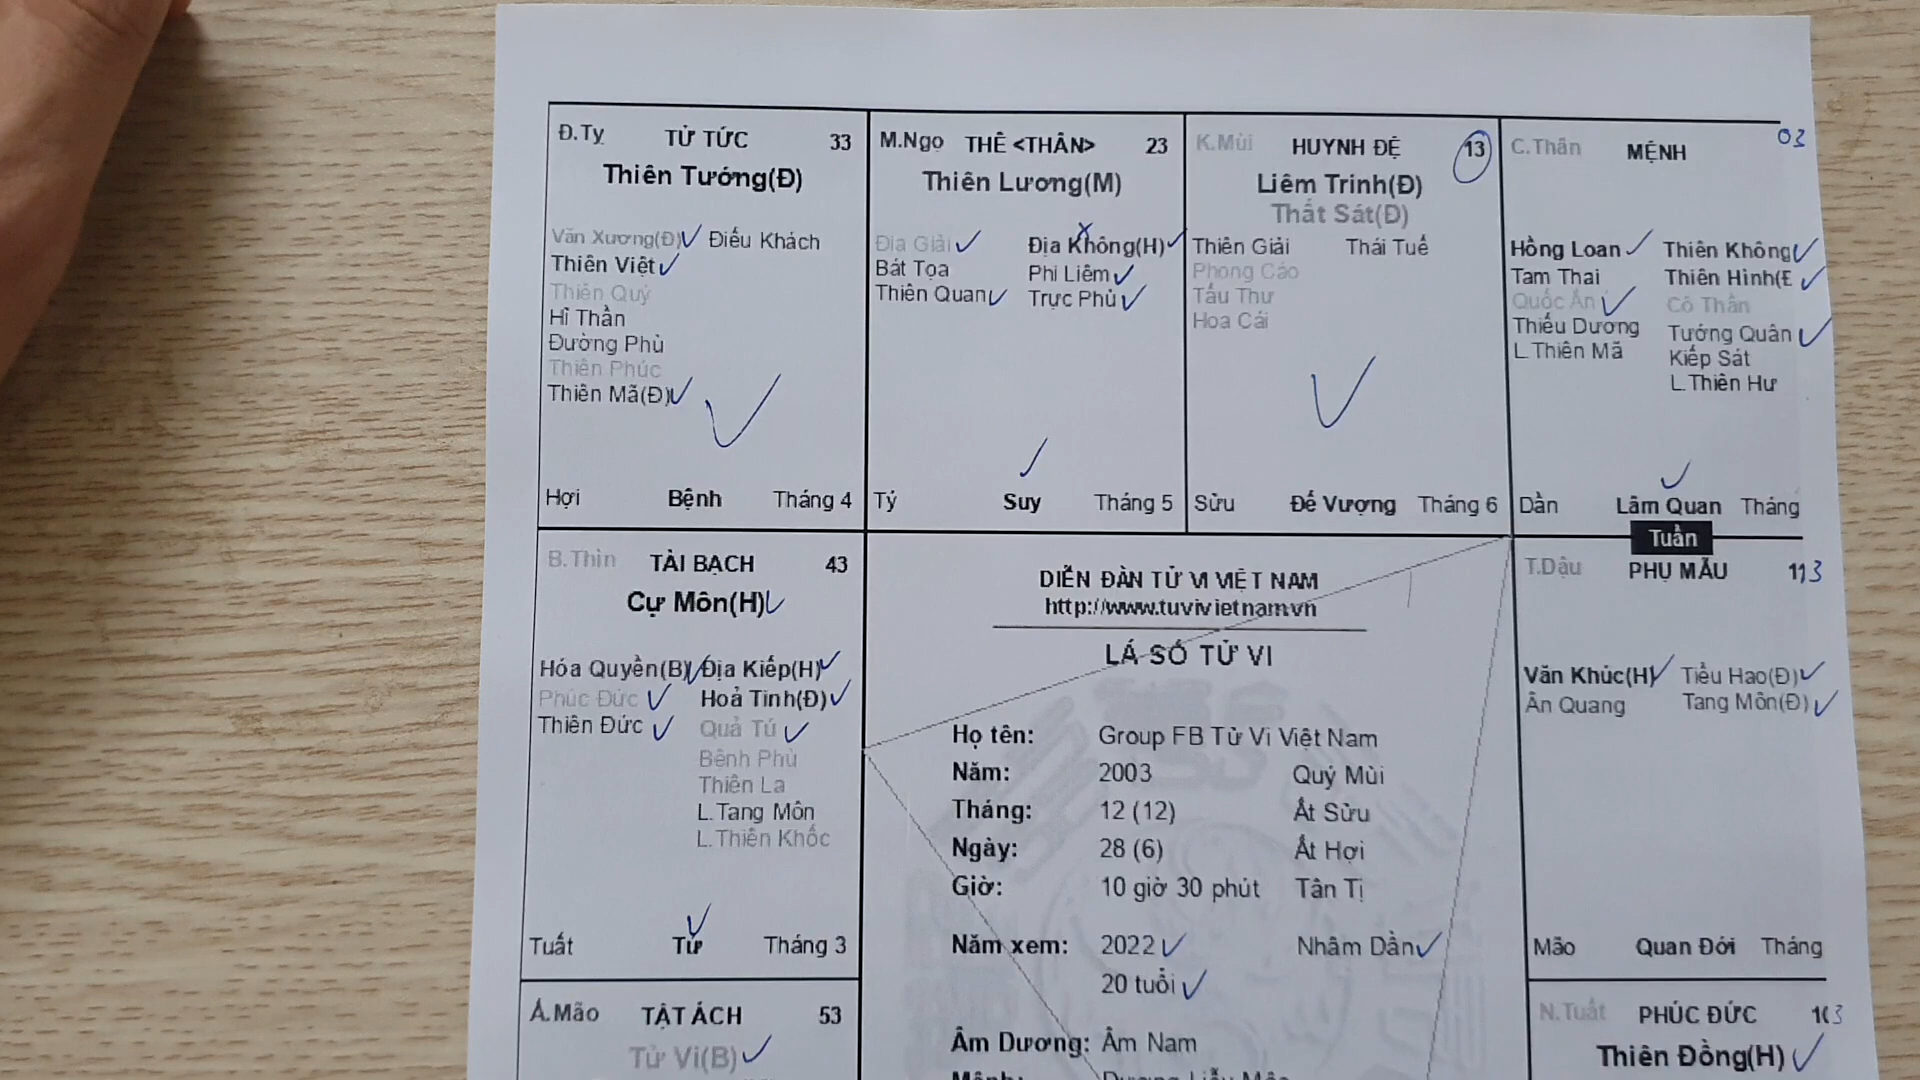 Đ.Tỵ TỬ TỨC 33
Thiên Tướng(Đ)
Văn Xương(Đ) Điếu Khách
Thiên Việt
Thiên Quý
Hỉ Thần
Đường Phù
Thiên Phúc
Thiên Mã(Đ)
Hợi Bệnh Tháng 4
M.Ngọ THÊ <THÂN> 23
Thiên Lương(M)
Địa Giải Địa Không(H)
Bát Tọa Phi Liêm
Thiên Quan Trực Phù
Tý Suy Tháng 5
K.Mùi HUYNH ĐỆ 13
Liêm Trinh(Đ)
Thất Sát(Đ)
Thiên Giải Thái Tuế
Phong Cáo
Tấu Thư
Hoa Cái
Sửu Đế Vượng Tháng 6
C.Thân MỆNH 03
Hồng Loan Thiên Không
Tam Thai Thiên Hình(Đ
Quốc Ấn Cô Thần
Thiếu Dương Tướng Quân
L.Thiên Mã Kiếp Sát
L.Thiên Hư
Dần Lâm Quan Tháng
Tuần
B.Thìn TÀI BẠCH 43
Cự Môn(H)
Hóa Quyền(B) Địa Kiếp(H)
Phúc Đức Hoả Tinh(Đ)
Thiên Đức Quả Tú
Bệnh Phù
Thiên La
L.Tang Môn
L.Thiên Khốc
Tuất Tử Tháng 3
DIỄN ĐÀN TỬ VI VIỆT NAM
http://www.tuvivietnam.vn
LÁ SỐ TỬ VI
Họ tên: Group FB Tử Vi Việt Nam
Năm: 2003 Quý Mùi
Tháng: 12 (12) Ất Sửu
Ngày: 28 (6) Ất Hợi
Giờ: 10 giờ 30 phút Tân Tị
Năm xem: 2022 Nhâm Dần
20 tuổi
Âm Dương: Âm Nam
T.Dậu PHỤ MẪU 113
Văn Khúc(H) Tiểu Hao(Đ)
Ân Quang Tang Môn(Đ)
Mão Quan Đới Tháng
Ấ.Mão TẬT ÁCH 53
Tử Vi(B)
N.Tuất PHÚC ĐỨC 103
Thiên Đồng(H)